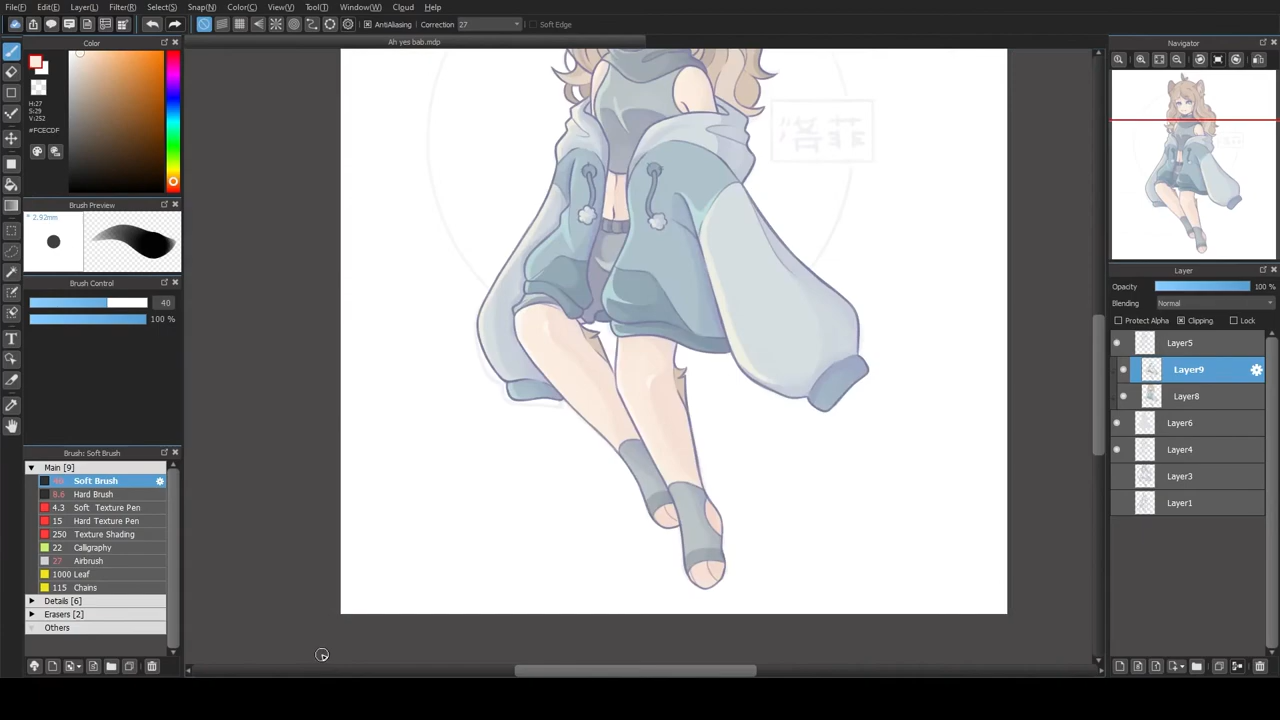 File(F) Edit(E) Layer(L) Filter(R) Select(S) Snap(N) Color(C) View(V) Tool(T) Window(W) Cloud Help
AntiAliasing Correction 27 Soft Edge
Ah yes bab.mdp
Color
H:27
S:29
V:252
#FCECDF
Brush Preview
* 2.92mm
Brush Control
40
100 %
Brush: Soft Brush
Main [9]
Soft Brush
8.6 Hard Brush
4.3 Soft Texture Pen
15 Hard Texture Pen
250 Texture Shading
22 Calligraphy
27 Airbrush
1000 Leaf
115 Chains
Details [6]
Erasers [2]
Others
洛菲
Navigator
Layer
Opacity 100 %
Blending Normal
Protect Alpha Clipping Lock
Layer5
Layer9
Layer8
Layer6
Layer4
Layer3
Layer1